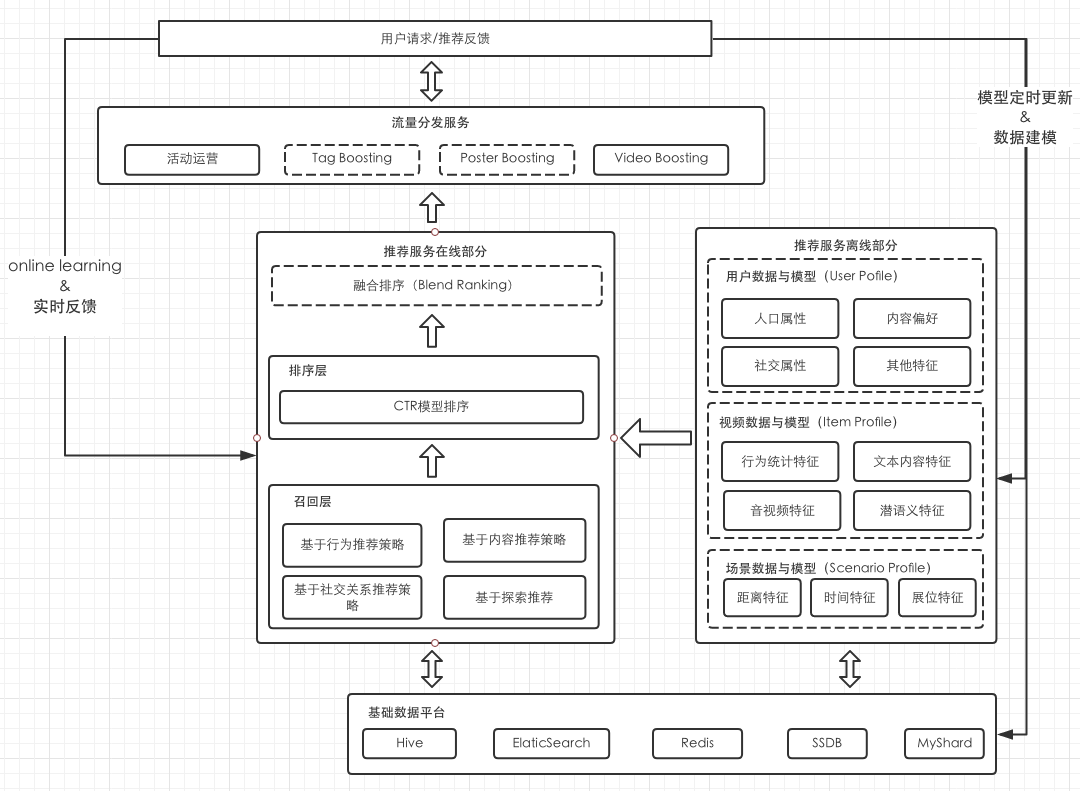 用户请求/推荐反馈
模型定时更新
&
数据建模
流量分发服务
活动运营
Tag Boosting
Poster Boosting
Video Boosting
online learning
&
实时反馈
推荐服务在线部分
融合排序（Blend Ranking）
排序层
CTR模型排序
召回层
基于行为推荐策略
基于内容推荐策略
基于社交关系推荐策
略
基于探索推荐
推荐服务离线部分
用户数据与模型（User Pofile）
人口属性
内容偏好
社交属性
其他特征
视频数据与模型（Item Profile）
行为统计特征
文本内容特征
音视频特征
潜语义特征
场景数据与模型（Scenario Profile）
距离特征
时间特征
展位特征
基础数据平台
Hive
ElaticSearch
Redis
SSDB
MyShard